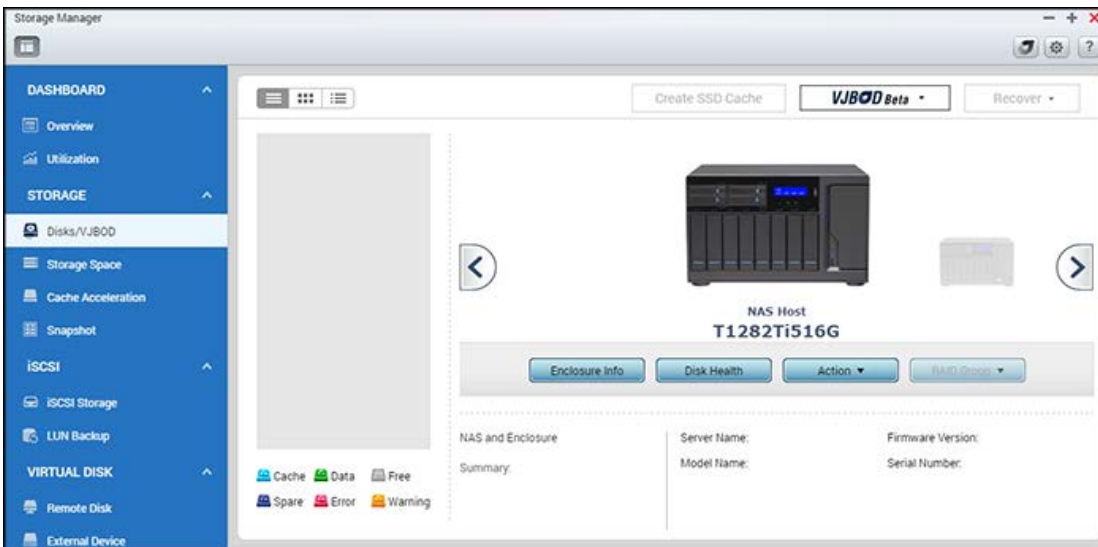 Storage Manager
DASHBOARD
Overview
Utilization
STORAGE
Disks/VJBOD
Storage Space
Cache Acceleration
Snapshot
iSCSI
iSCSI Storage
LUN Backup
VIRTUAL DISK
Remote Disk
External Device
Create SSD Cache
VJBOD Beta
Recover
NAS Host
T1282Ti516G
Enclosure Info
Disk Health
Action
RAID Group
Cache Data Free
Spare Error Warning
NAS and Enclosure
Summary:
Server Name:
Model Name:
Firmware Version:
Serial Number: